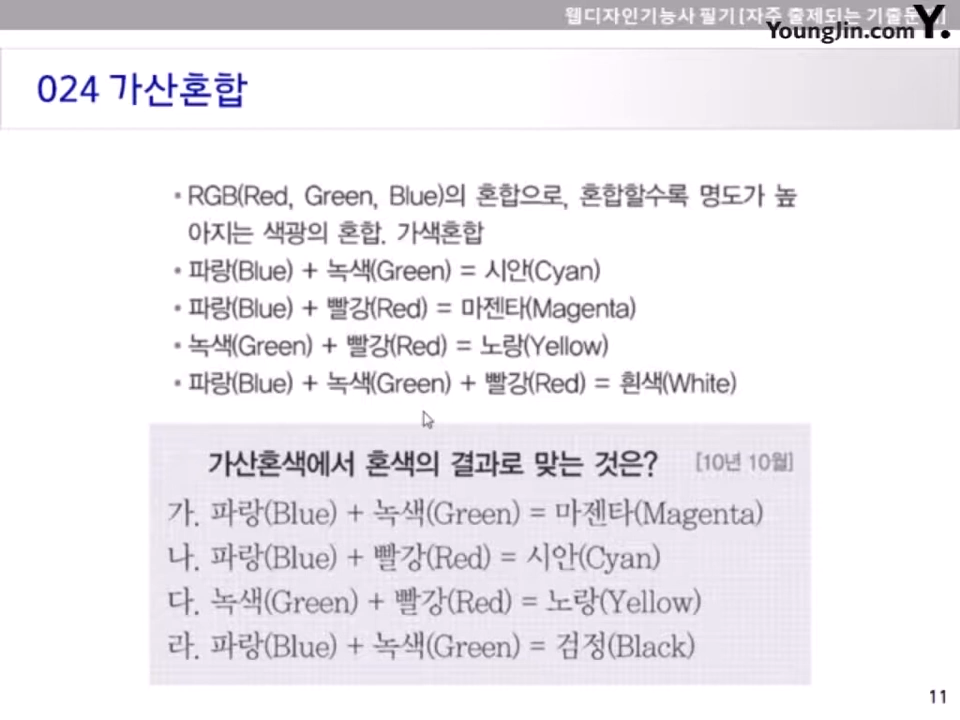 웹디자인기능사 필기 [자주 출제되는 기출문제]
YoungJin.com Y.
024 가산혼합
• RGB(Red, Green, Blue)의 혼합으로, 혼합할수록 명도가 높
아지는 색광의 혼합. 가색혼합
• 파랑(Blue) + 녹색(Green) = 시안(Cyan)
• 파랑(Blue) + 빨강(Red) = 마젠타(Magenta)
• 녹색(Green) + 빨강(Red) = 노랑(Yellow)
• 파랑(Blue) + 녹색(Green) + 빨강(Red) = 흰색(White)
가산혼색에서 혼색의 결과로 맞는 것은? [10년 10월]
가. 파랑(Blue) + 녹색(Green) = 마젠타(Magenta)
나. 파랑(Blue) + 빨강(Red) = 시안(Cyan)
다. 녹색(Green) + 빨강(Red) = 노랑(Yellow)
라. 파랑(Blue) + 녹색(Green) = 검정(Black)
11